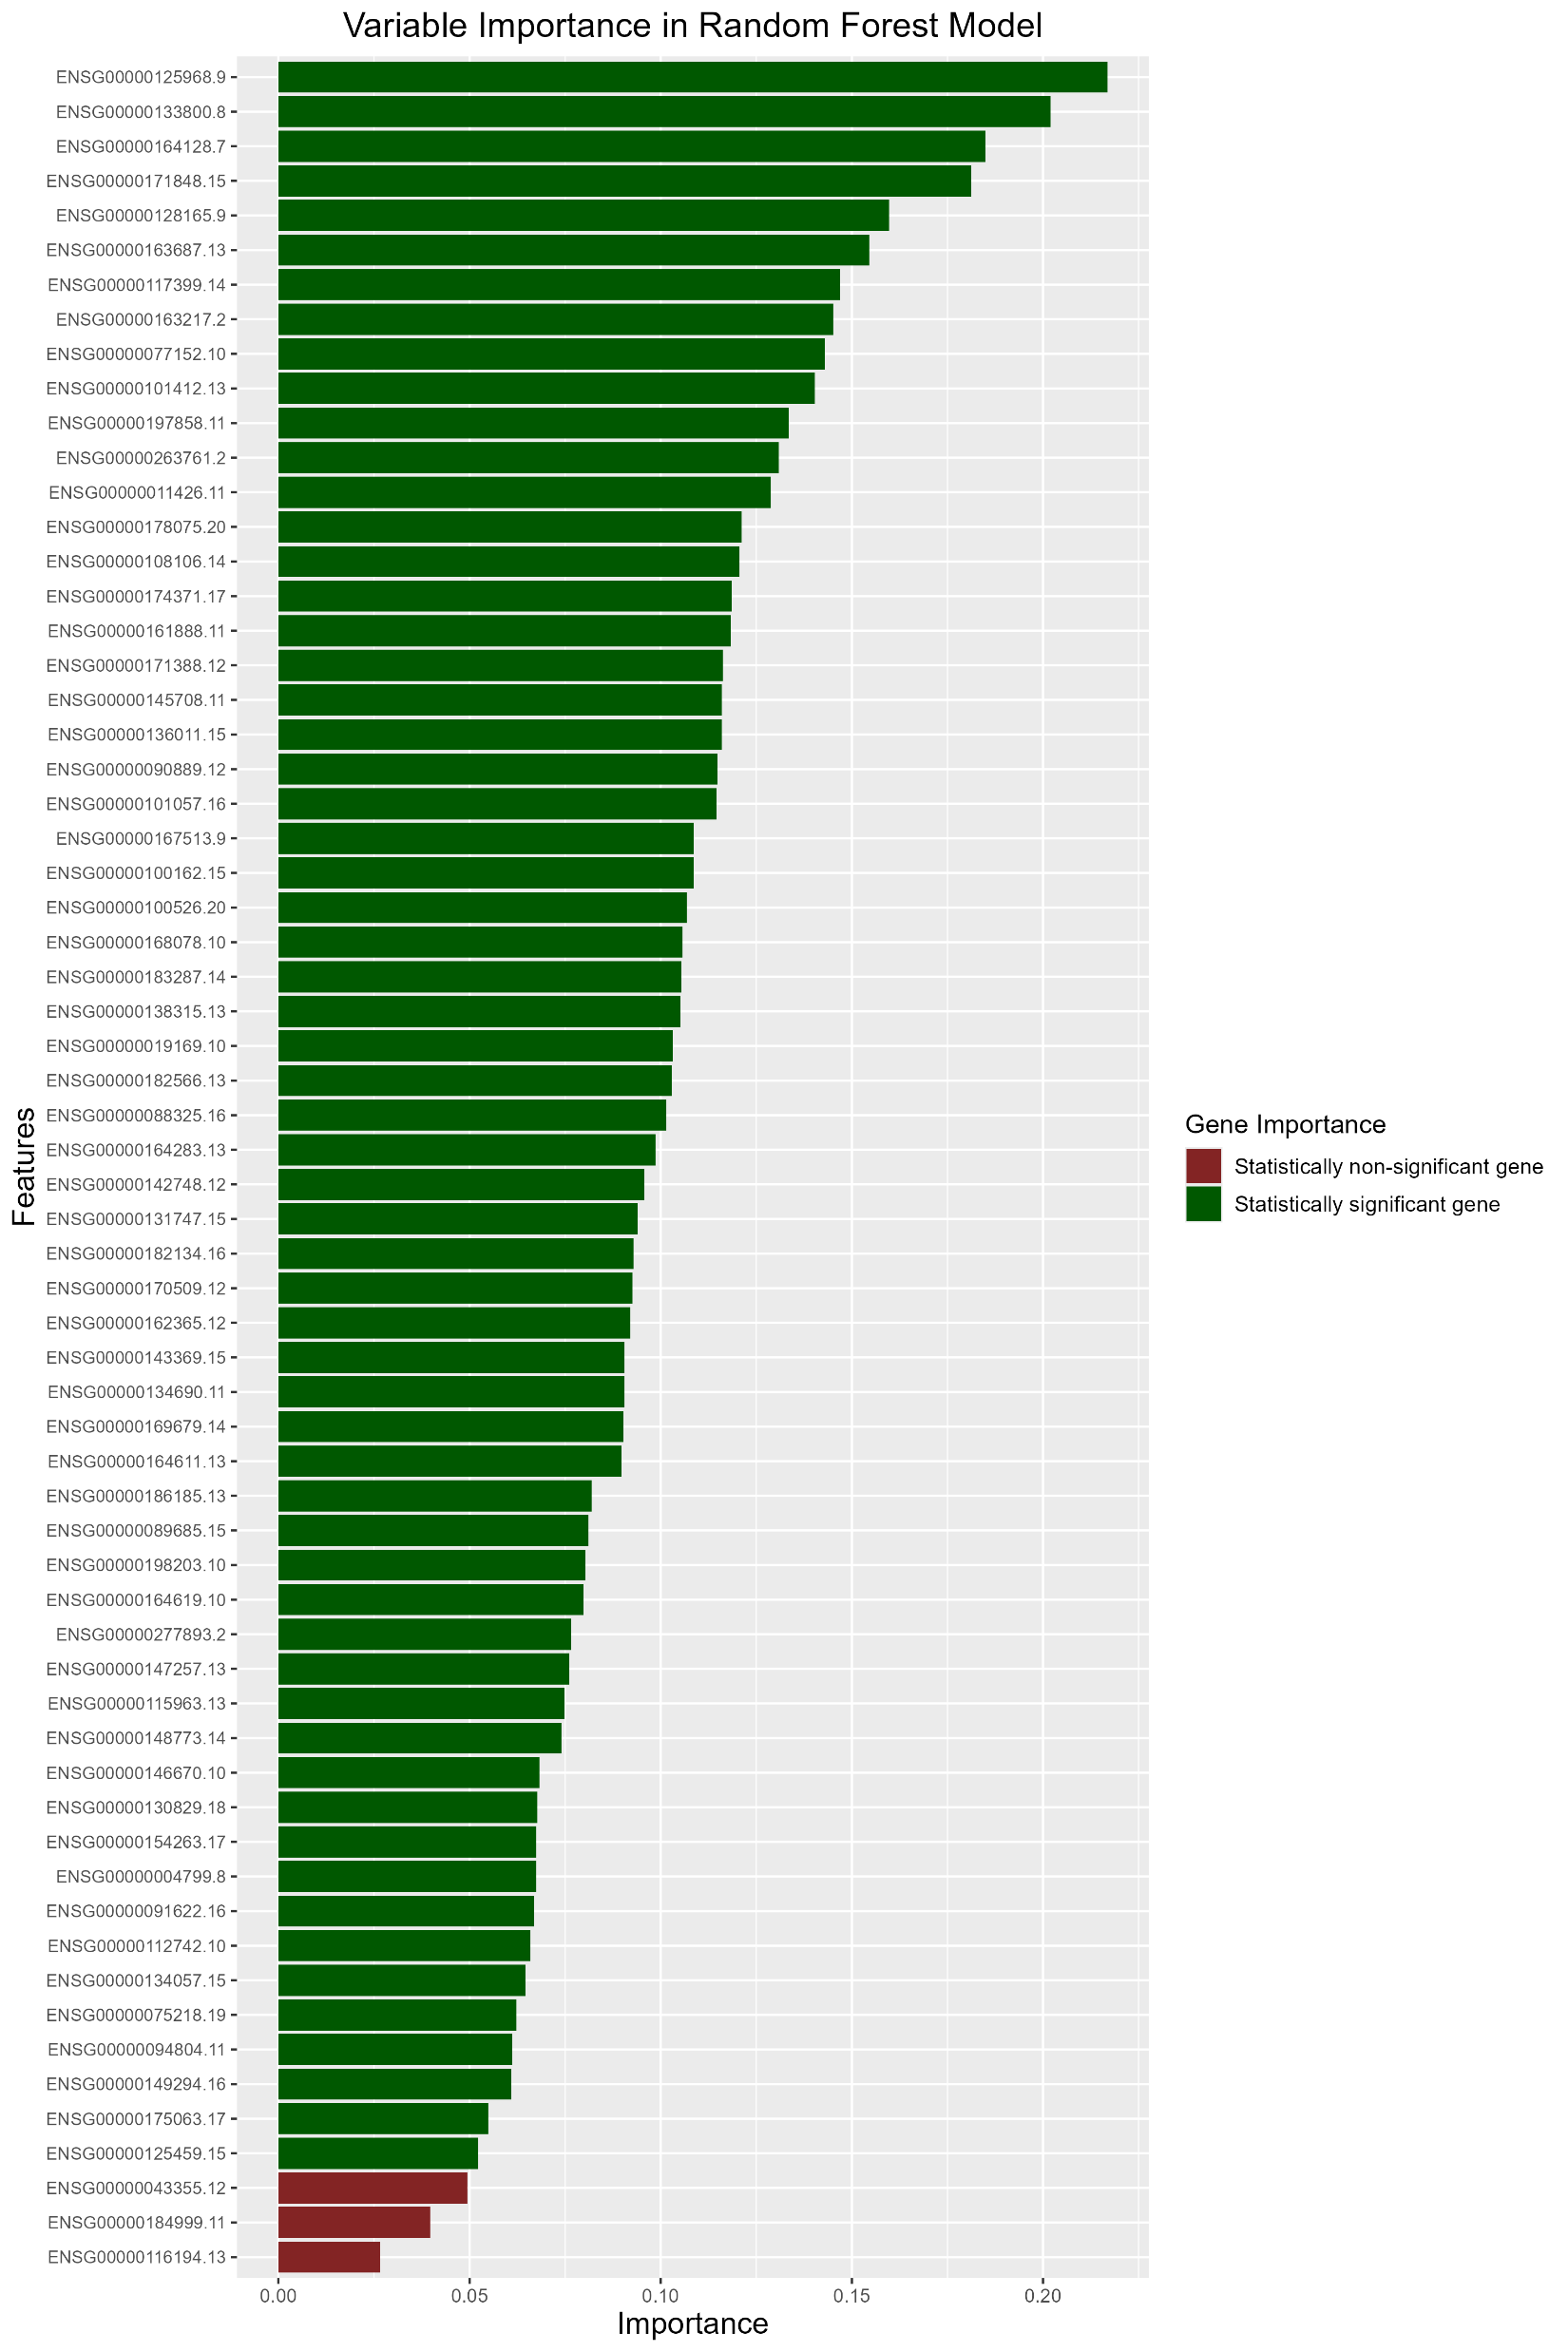 Variable Importance in Random Forest Model
ENSG00000125968.9
ENSG00000133800.8
ENSG00000164128.7
ENSG00000171848.15
ENSG00000128165.9
ENSG00000163687.13
ENSG00000117399.14
ENSG00000163217.2
ENSG00000077152.10
ENSG00000101412.13
ENSG00000197858.11
ENSG00000263761.2
ENSG00000011426.11
ENSG00000178075.20
ENSG00000108106.14
ENSG00000174371.17
ENSG00000161888.11
ENSG00000171388.12
ENSG00000145708.11
ENSG00000136011.15
ENSG00000090889.12
ENSG00000101057.16
ENSG00000167513.9
ENSG00000100162.15
ENSG00000100526.20
ENSG00000168078.10
ENSG00000183287.14
ENSG00000138315.13
ENSG00000019169.10
ENSG00000182566.13
ENSG00000088325.16
ENSG00000164283.13
ENSG00000142748.12
ENSG00000131747.15
ENSG00000182134.16
ENSG00000170509.12
ENSG00000162365.12
ENSG00000143369.15
ENSG00000134690.11
ENSG00000169679.14
ENSG00000164611.13
ENSG00000186185.13
ENSG00000089685.15
ENSG00000198203.10
ENSG00000164619.10
ENSG00000277893.2
ENSG00000147257.13
ENSG00000115963.13
ENSG00000148773.14
ENSG00000146670.10
ENSG00000130829.18
ENSG00000154263.17
ENSG00000004799.8
ENSG00000091622.16
ENSG00000112742.10
ENSG00000134057.15
ENSG00000075218.19
ENSG00000094804.11
ENSG00000149294.16
ENSG00000175063.17
ENSG00000125459.15
ENSG00000043355.12
ENSG00000184999.11
ENSG00000116194.13
Features
0.00 0.05 0.10 0.15 0.20
Importance
Gene Importance
Statistically non-significant gene
Statistically significant gene